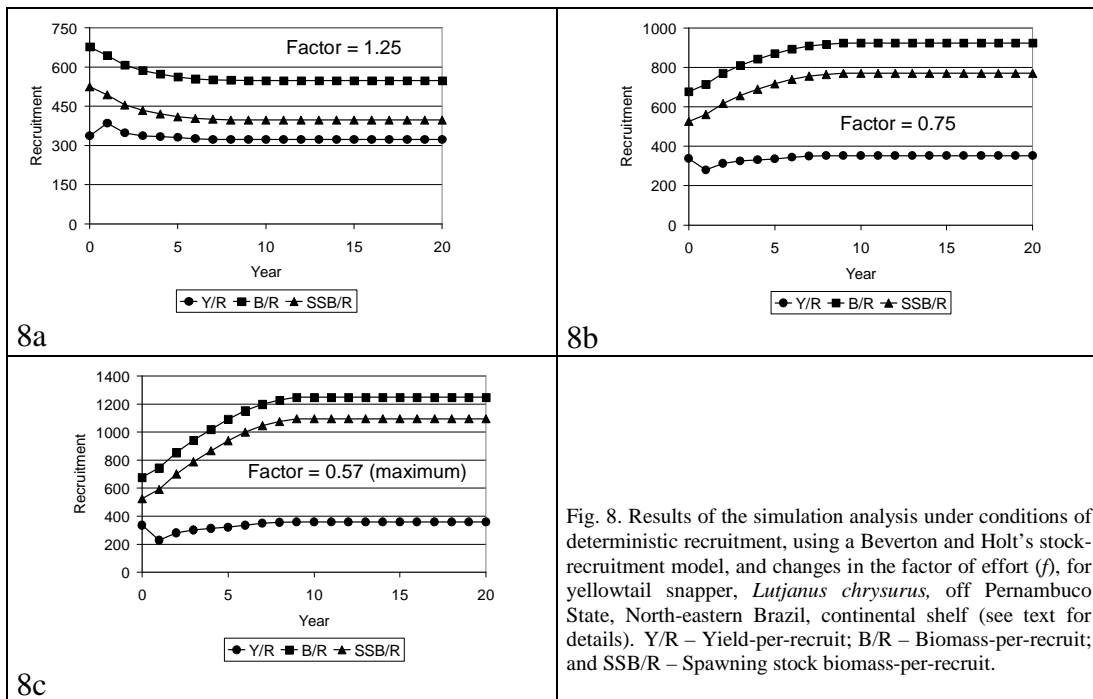 750
600
450
300
150
0
Recruitment
Factor = 1.25
0 5 10 15 20
Year
Y/R B/R SSB/R
8a
1000
800
600
400
200
0
Recruitment
Factor = 0.75
0 5 10 15 20
Year
Y/R B/R SSB/R
8b
1400
1200
1000
800
600
400
200
0
Recruitment
Factor = 0.57 (maximum)
0 5 10 15 20
Year
Y/R B/R SSB/R
8c
Fig. 8. Results of the simulation analysis under conditions of
deterministic recruitment, using a Beverton and Holt's stock-
recruitment model, and changes in the factor of effort (f), for
yellowtail snapper, Lutjanus chrysurus, off Pernambuco
State, North-eastern Brazil, continental shelf (see text for
details). Y/R – Yield-per-recruit; B/R – Biomass-per-recruit;
and SSB/R – Spawning stock biomass-per-recruit.